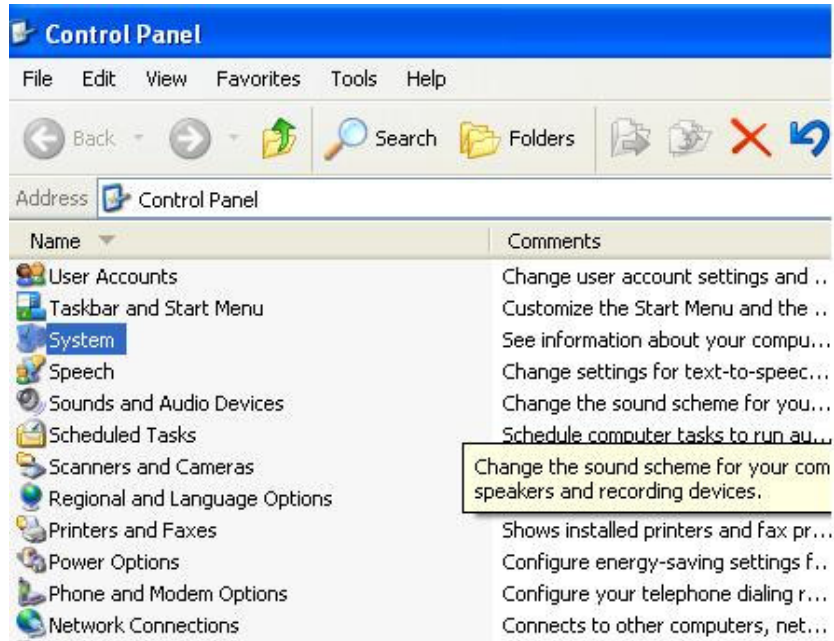 Control Panel
File Edit View Favorites Tools Help
Back Search Folders
Address Control Panel
Name Comments
User Accounts Change user account settings and ..
Taskbar and Start Menu Customize the Start Menu and the ..
System See information about your compu...
Speech Change settings for text-to-speec...
Sounds and Audio Devices Change the sound scheme for you...
Scheduled Tasks Schedule computer tasks to run au...
Scanners and Cameras Change the sound scheme for your com
Regional and Language Options speakers and recording devices.
Printers and Faxes Shows installed printers and fax pr...
Power Options Configure energy-saving settings f..
Phone and Modem Options Configure your telephone dialing r...
Network Connections Connects to other computers, net...